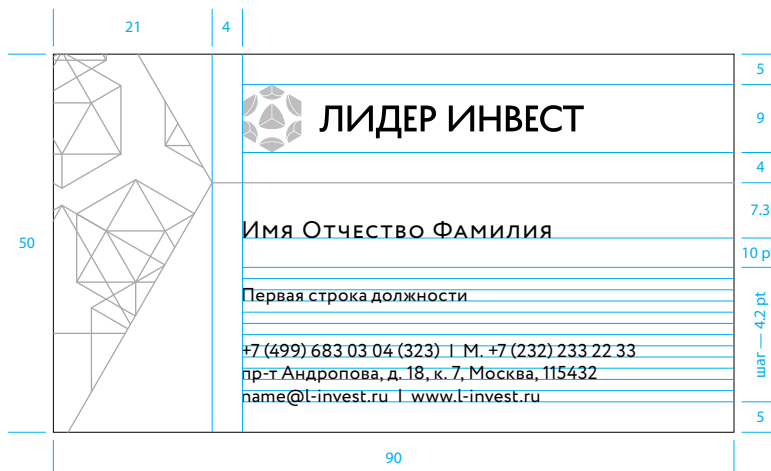 21 4
5
ЛИДЕР ИНВЕСТ
9
4
7.3
Имя Отчество Фамилия
50
10 p
Первая строка должности
шаг — 4.2 pt
+7 (499) 683 03 04 (323) I М. +7 (232) 233 22 33
пр-т Андропова, д. 18, к. 7, Москва, 115432
name@l-invest.ru I www.l-invest.ru
5
90